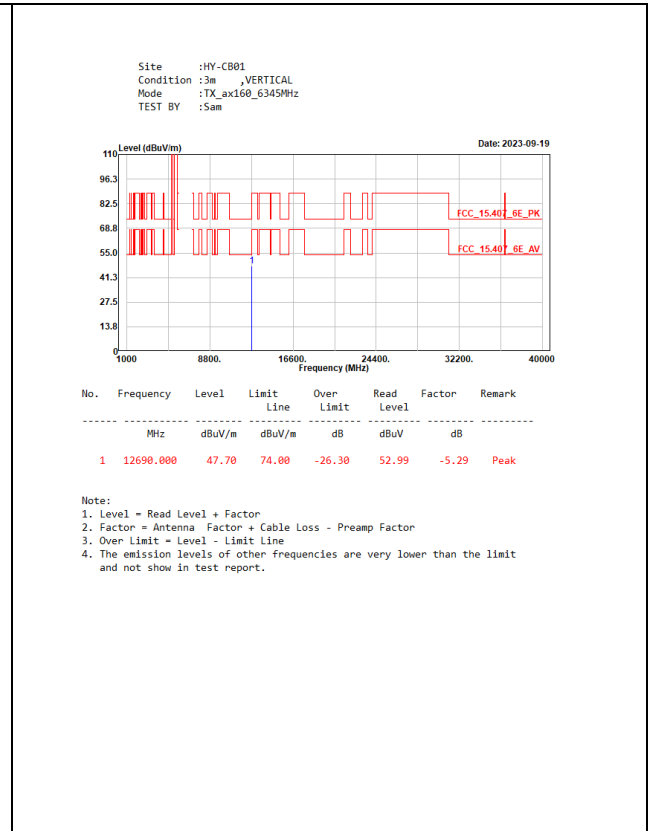 Site :HY-CB01
Condition :3m ,VERTICAL
Mode :TX_ax160_6345MHz
TEST BY :Sam
Level (dBuV/m) Date: 2023-09-19
110
96.3
82.5
FCC_15.407_6E_PK
68.8
FCC_15.407_6E_AV
55.0
1
41.3
27.5
13.8
0
1000 8800. 16600. 24400. 32200. 40000
Frequency (MHz)
No. Frequency Level Limit Over Read Factor Remark
Line Limit Level
------ ----------- -------- -------- --------- --------- -------- ---------
MHz dBuV/m dBuV/m dB dBuV dB
1 12690.000 47.70 74.00 -26.30 52.99 -5.29 Peak
Note:
1. Level = Read Level + Factor
2. Factor = Antenna Factor + Cable Loss - Preamp Factor
3. Over Limit = Level - Limit Line
4. The emission levels of other frequencies are very lower than the limit
and not show in test report.